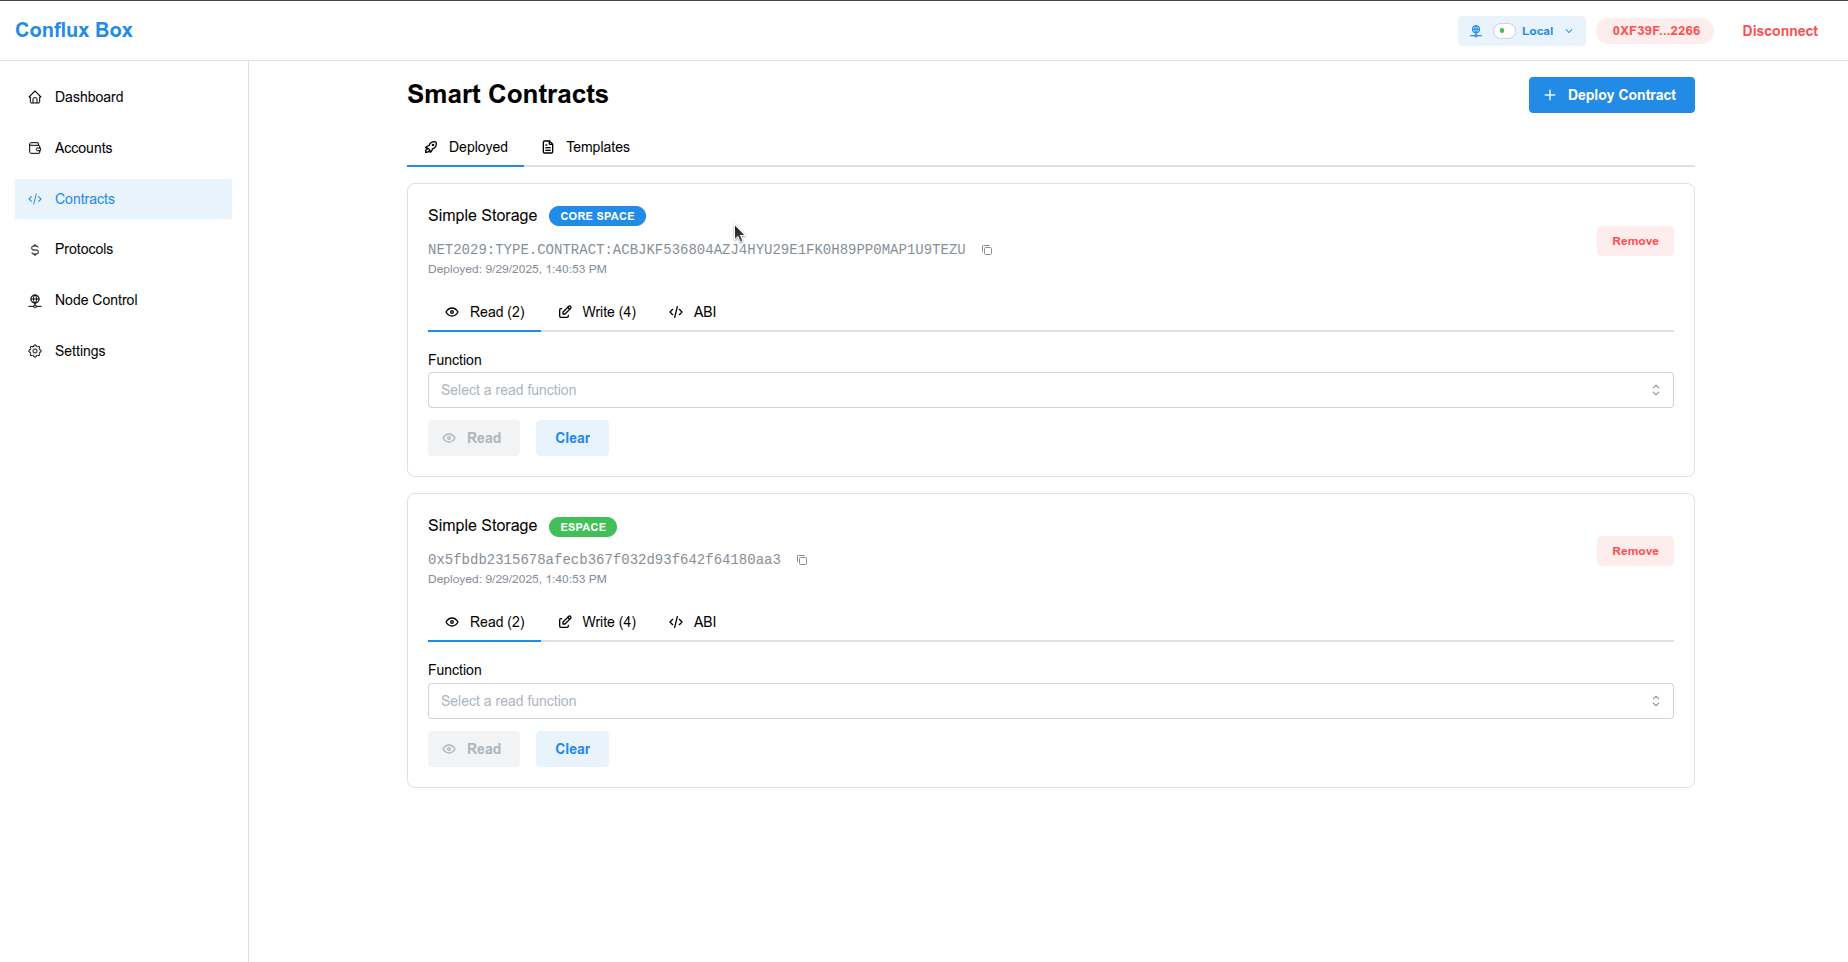 Conflux Box
Local
0XF39F...2266
Disconnect
Dashboard
Accounts
Contracts
Protocols
Node Control
Settings
Smart Contracts
Deploy Contract
Deployed
Templates
Simple Storage
CORE SPACE
NET2029:TYPE.CONTRACT:ACBJKF536804AZJ4HYU29E1FK0H89PP0MAP1U9TEZU
Deployed: 9/29/2025, 1:40:53 PM
Remove
Read (2)
Write (4)
ABI
Function
Select a read function
Read
Clear
Simple Storage
ESPACE
0x5fbdb2315678afecb367f032d93f642f64180aa3
Deployed: 9/29/2025, 1:40:53 PM
Remove
Read (2)
Write (4)
ABI
Function
Select a read function
Read
Clear